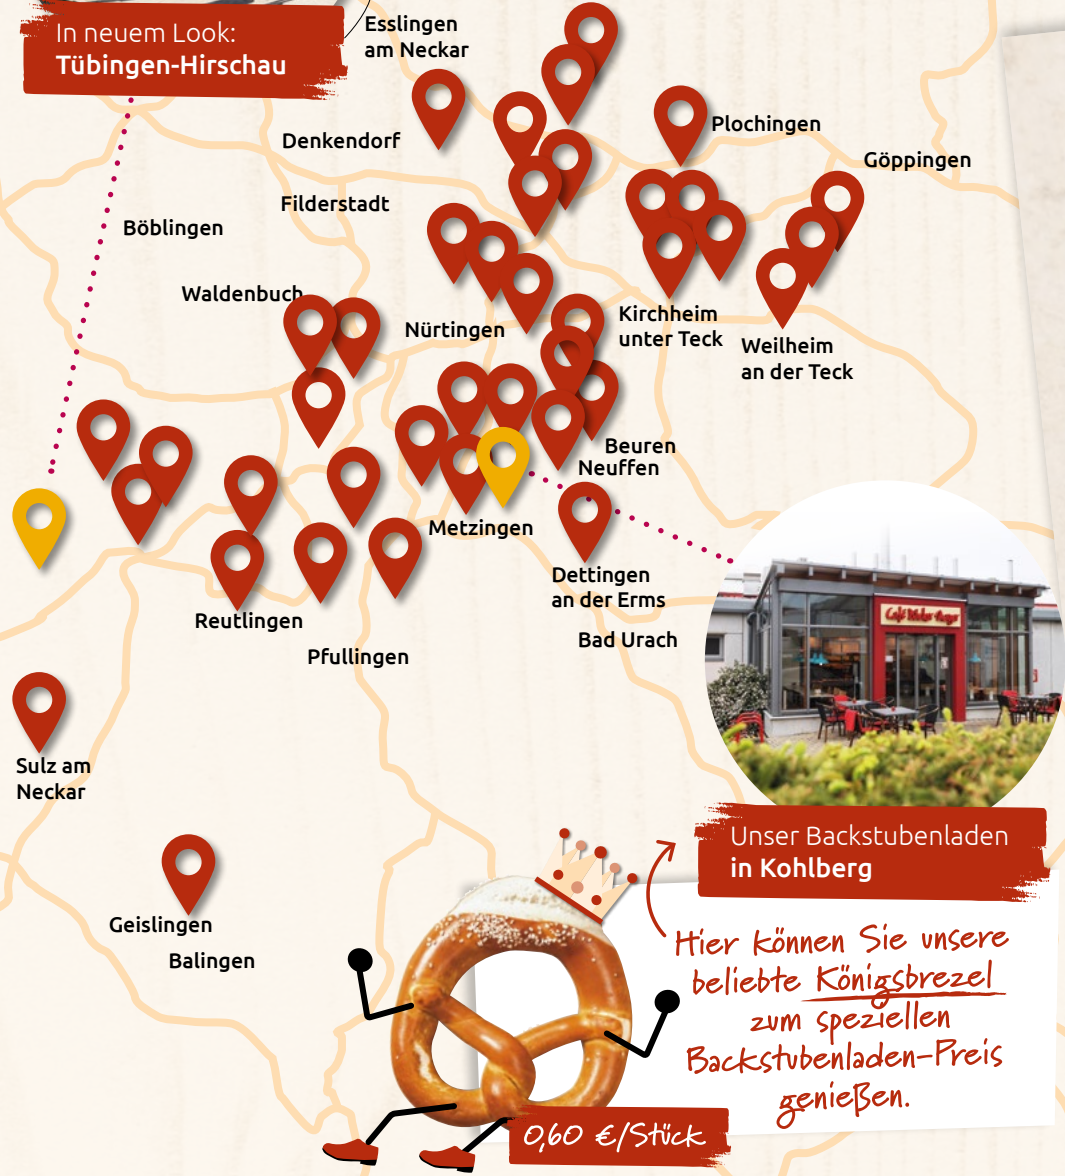 In neuem Look:
Tübingen-Hirschau
Esslingen
am Neckar
Denkendorf
Plochingen
Göppingen
Filderstadt
Böblingen
Waldenbuch
Nürtingen
Kirchheim
unter Teck
Weilheim
an der Teck
Beuren
Neuffen
Metzingen
Dettingen
an der Erms
Bad Urach
Reutlingen
Pfullingen
Sulz am
Neckar
Geislingen
Balingen
Unser Backstubenladen
in Kohlberg
Hier können Sie unsere
beliebte Königsbrezel
zum speziellen
Backstubenladen-Preis
genießen.
0,60 €/Stück